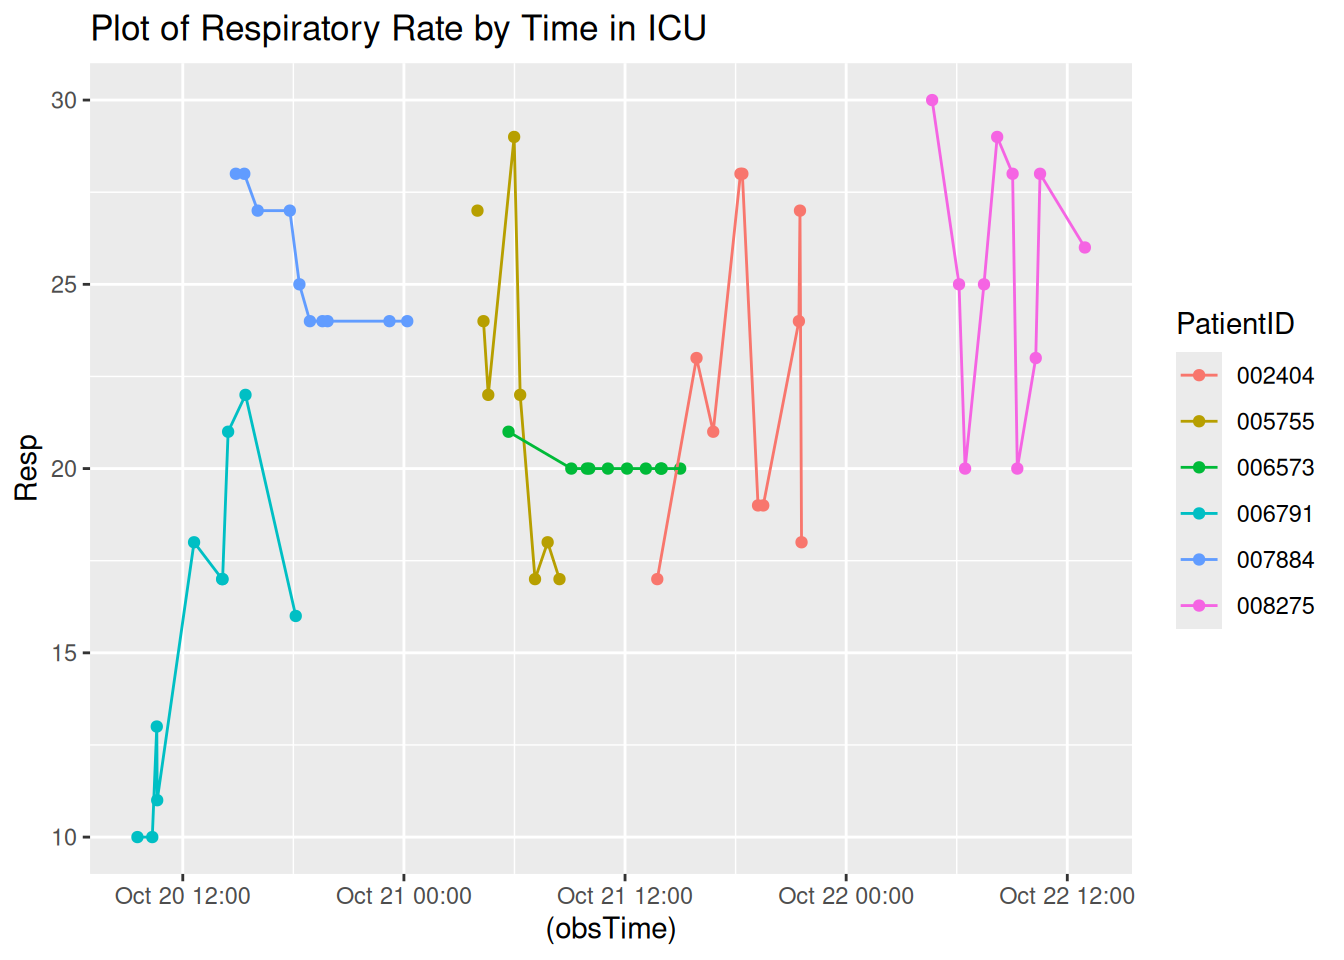 Plot of Respiratory Rate by Time in ICU
30
25
20
15
10
Resp
Oct 20 12:00 Oct 21 00:00 Oct 21 12:00 Oct 22 00:00 Oct 22 12:00
(obsTime)
PatientID
002404
005755
006573
006791
007884
008275